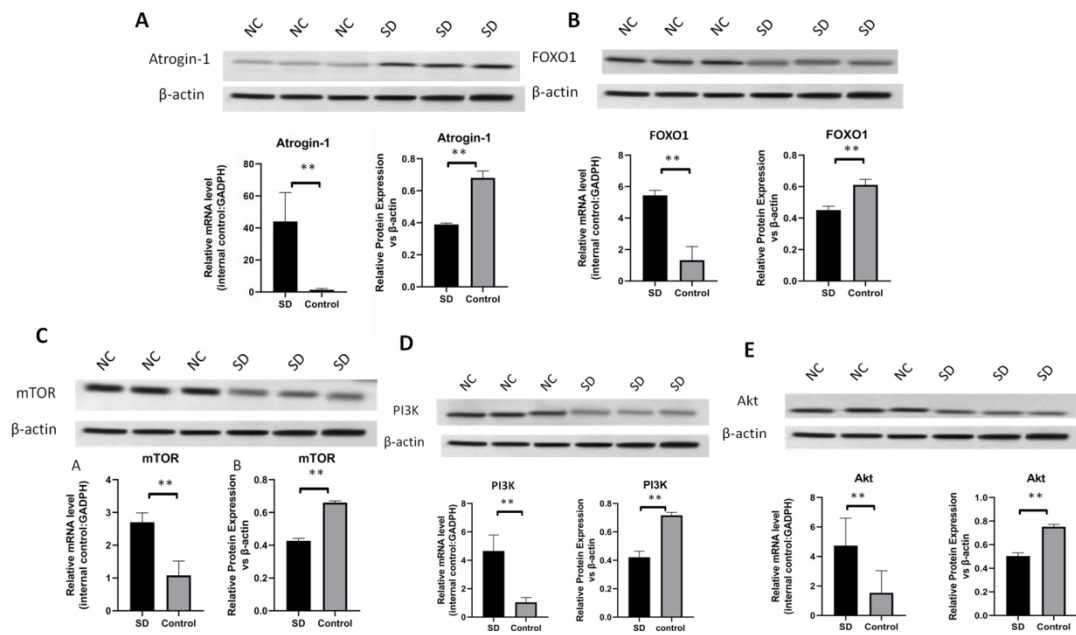 A
NC NC NC SD SD SD
Atrogin-1
β-actin
Atrogin-1
**
Relative mRNA level
(internal control:GADPH)
80
60
40
20
0
SD Control
Atrogin-1
**
Relative Protein Expression
vs β-actin
0.8
0.6
0.4
0.2
0.0
SD Control
B
NC NC NC SD SD SD
FOXO1
β-actin
FOXO1
**
Relative mRNA level
(internal control:GADPH)
8
6
4
2
0
SD Control
FOXO1
**
Relative Protein Expression
vs β-actin
0.8
0.6
0.4
0.2
0.0
SD Control
C
NC NC NC SD SD SD
mTOR
β-actin
A
mTOR
**
Relative mRNA level
(internal control:GADPH)
4
3
2
1
0
SD Control
B
mTOR
**
Relative Protein Expression
vs β-actin
0.8
0.6
0.4
0.2
0.0
SD Control
D
NC NC NC SD SD SD
PI3K
β-actin
PI3K
**
Relative mRNA level
(internal control:GADPH)
8
6
4
2
0
SD Control
PI3K
**
Relative Protein Expression
vs β-actin
0.8
0.6
0.4
0.2
0.0
SD Control
E
NC NC NC SD SD SD
Akt
β-actin
Akt
**
Relative mRNA level
(internal control:GADPH)
8
6
4
2
0
SD Control
Akt
**
Relative Protein Expression
vs β-actin
1.0
0.8
0.6
0.4
0.2
0.0
SD Control